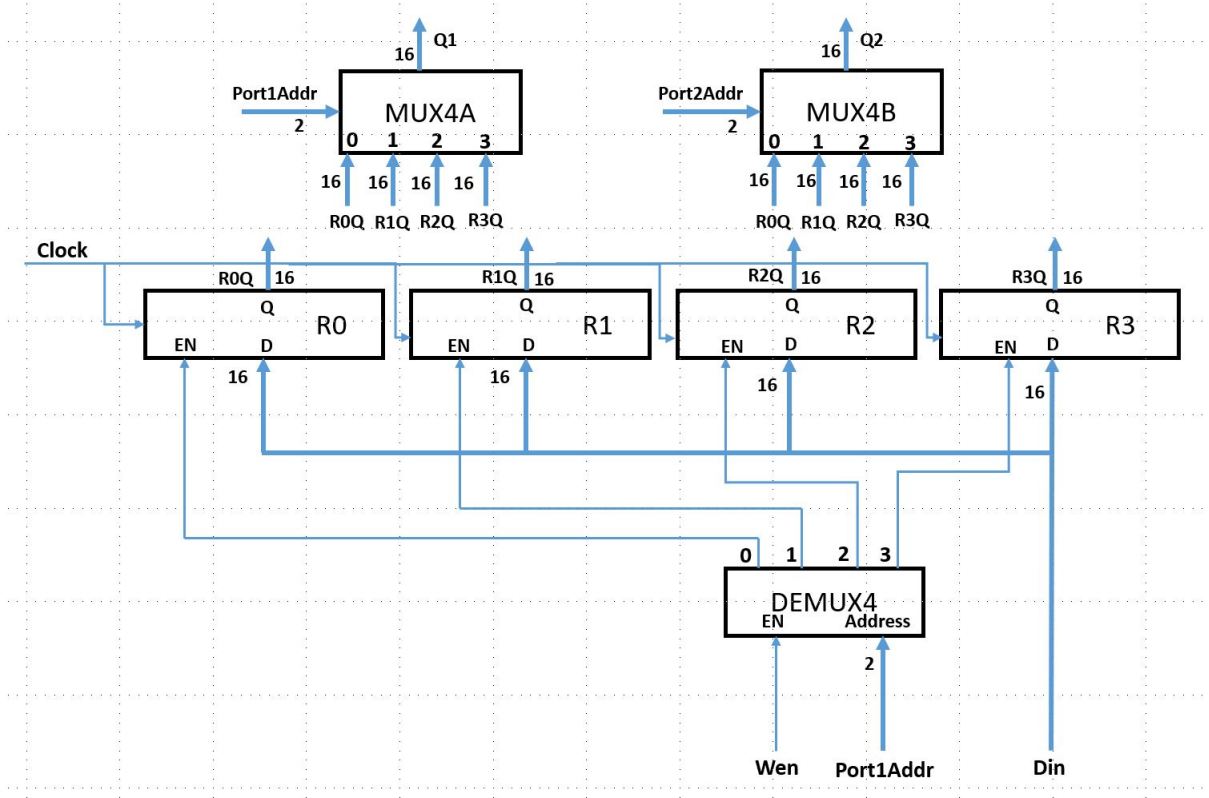 16 Q1
16 Q2
Port1Addr
2
MUX4A
0 1 2 3
16 16 16 16
R0Q R1Q R2Q R3Q
Port2Addr
2
MUX4B
0 1 2 3
16 16 16 16
R0Q R1Q R2Q R3Q
Clock
R0Q 16
Q
R0
EN D
16
R1Q 16
Q
R1
EN D
16
R2Q 16
Q
R2
EN D
16
R3Q 16
Q
R3
EN D
16
0 1 2 3
DEMUX4
EN Address
2
Wen Port1Addr Din